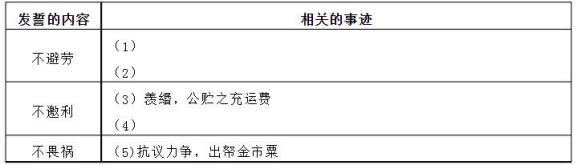 发誓的内容 相关的事迹
不避劳
(1)
(2)
不邀利
(3) 羡缗，公贮之充运费
(4)
不畏祸
(5)抗议力争，出帑金市粟